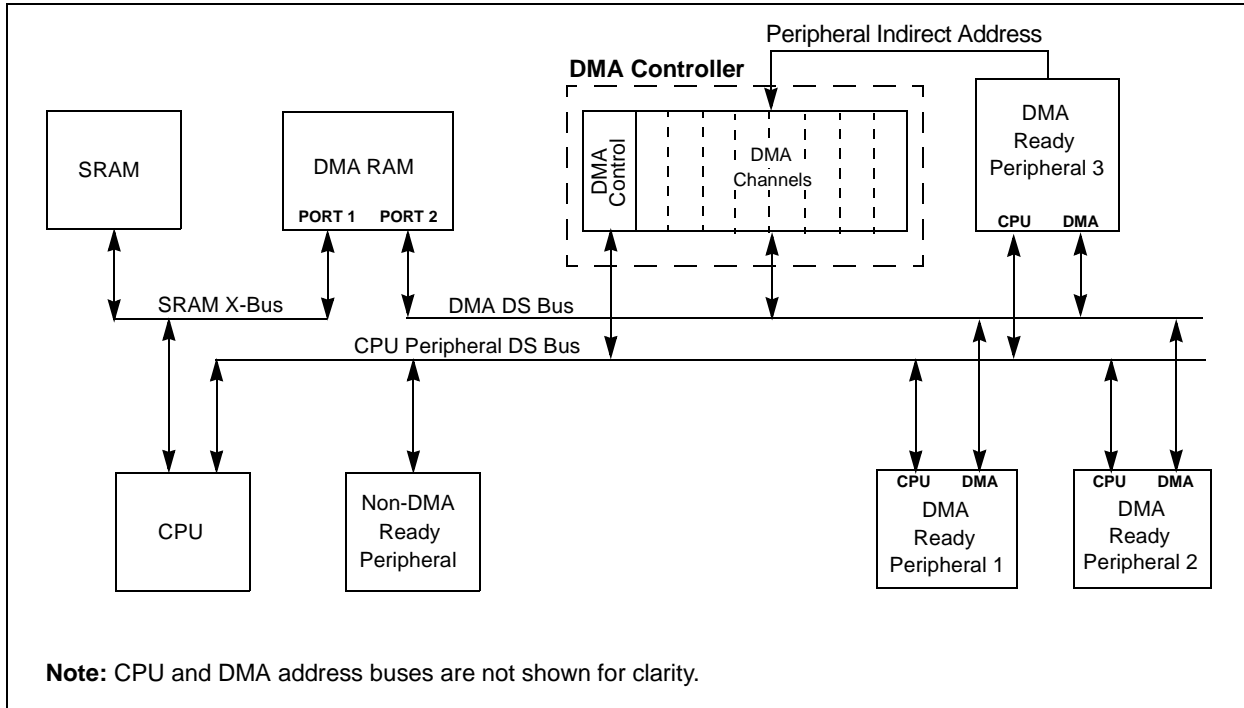 Peripheral Indirect Address
DMA Controller
SRAM
DMA RAM
PORT 1 PORT 2
DMA
Control
DMA
Channels
DMA
Ready
Peripheral 3
CPU DMA
SRAM X-Bus
DMA DS Bus
CPU Peripheral DS Bus
CPU
Non-DMA
Ready
Peripheral
CPU DMA
DMA
Ready
Peripheral 1
CPU DMA
DMA
Ready
Peripheral 2
Note: CPU and DMA address buses are not shown for clarity.